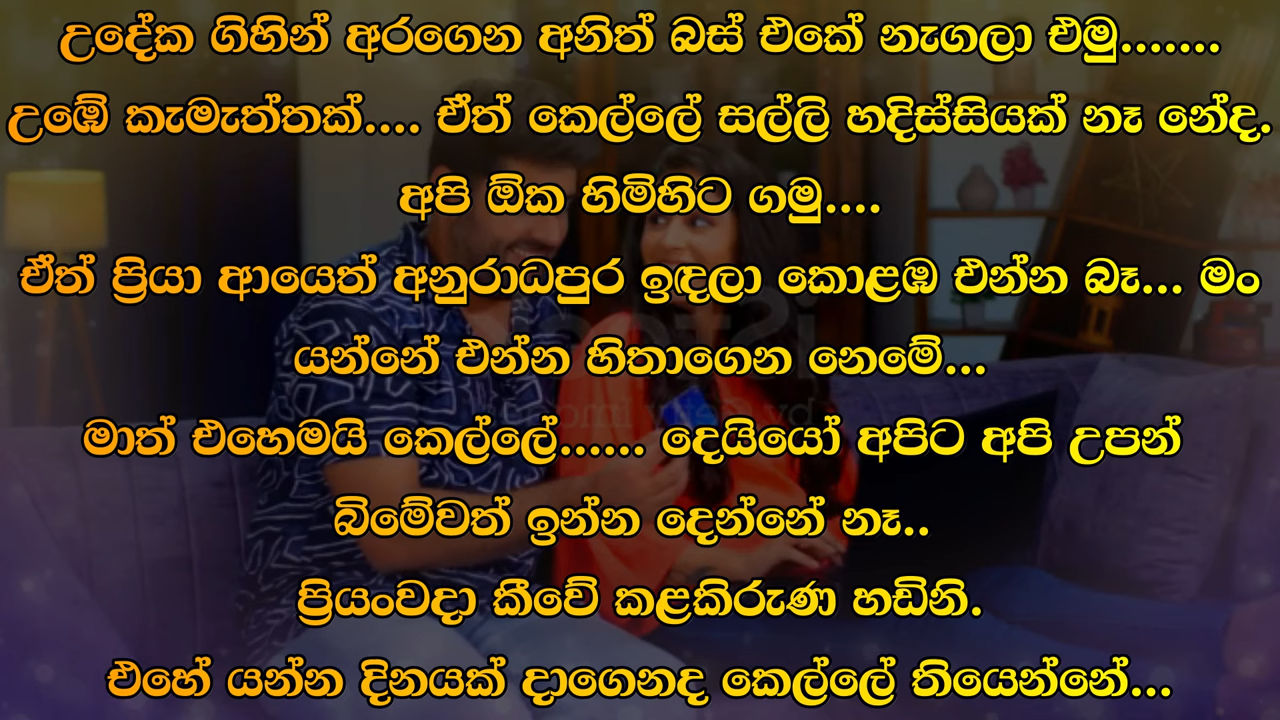 උදේක ගිහින් අරගෙන අනිත් බස් එකේ නැගලා එමු.......
උඹේ කැමැත්තක්.... ඒත් කෙල්ලේ සල්ලි හදිස්සියක් නෑ නේද.
අපි ඕක හිමිහිට ගමු....
ඒත් ප්‍රියා ආයෙත් අනුරාධපුර ඉඳලා කොළඹ එන්න බෑ... මං
යන්නේ එන්න හිතාගෙන නෙමේ...
මාත් එහෙමයි කෙල්ලේ...... දෙයියෝ අපිට අපි උපන්
බිමේවත් ඉන්න දෙන්නේ නෑ..
ප්‍රියංවදා කීවේ කළකිරුණ හඩිනි.
එහේ යන්න දිනයක් දාගෙනද කෙල්ලේ තියෙන්නේ...